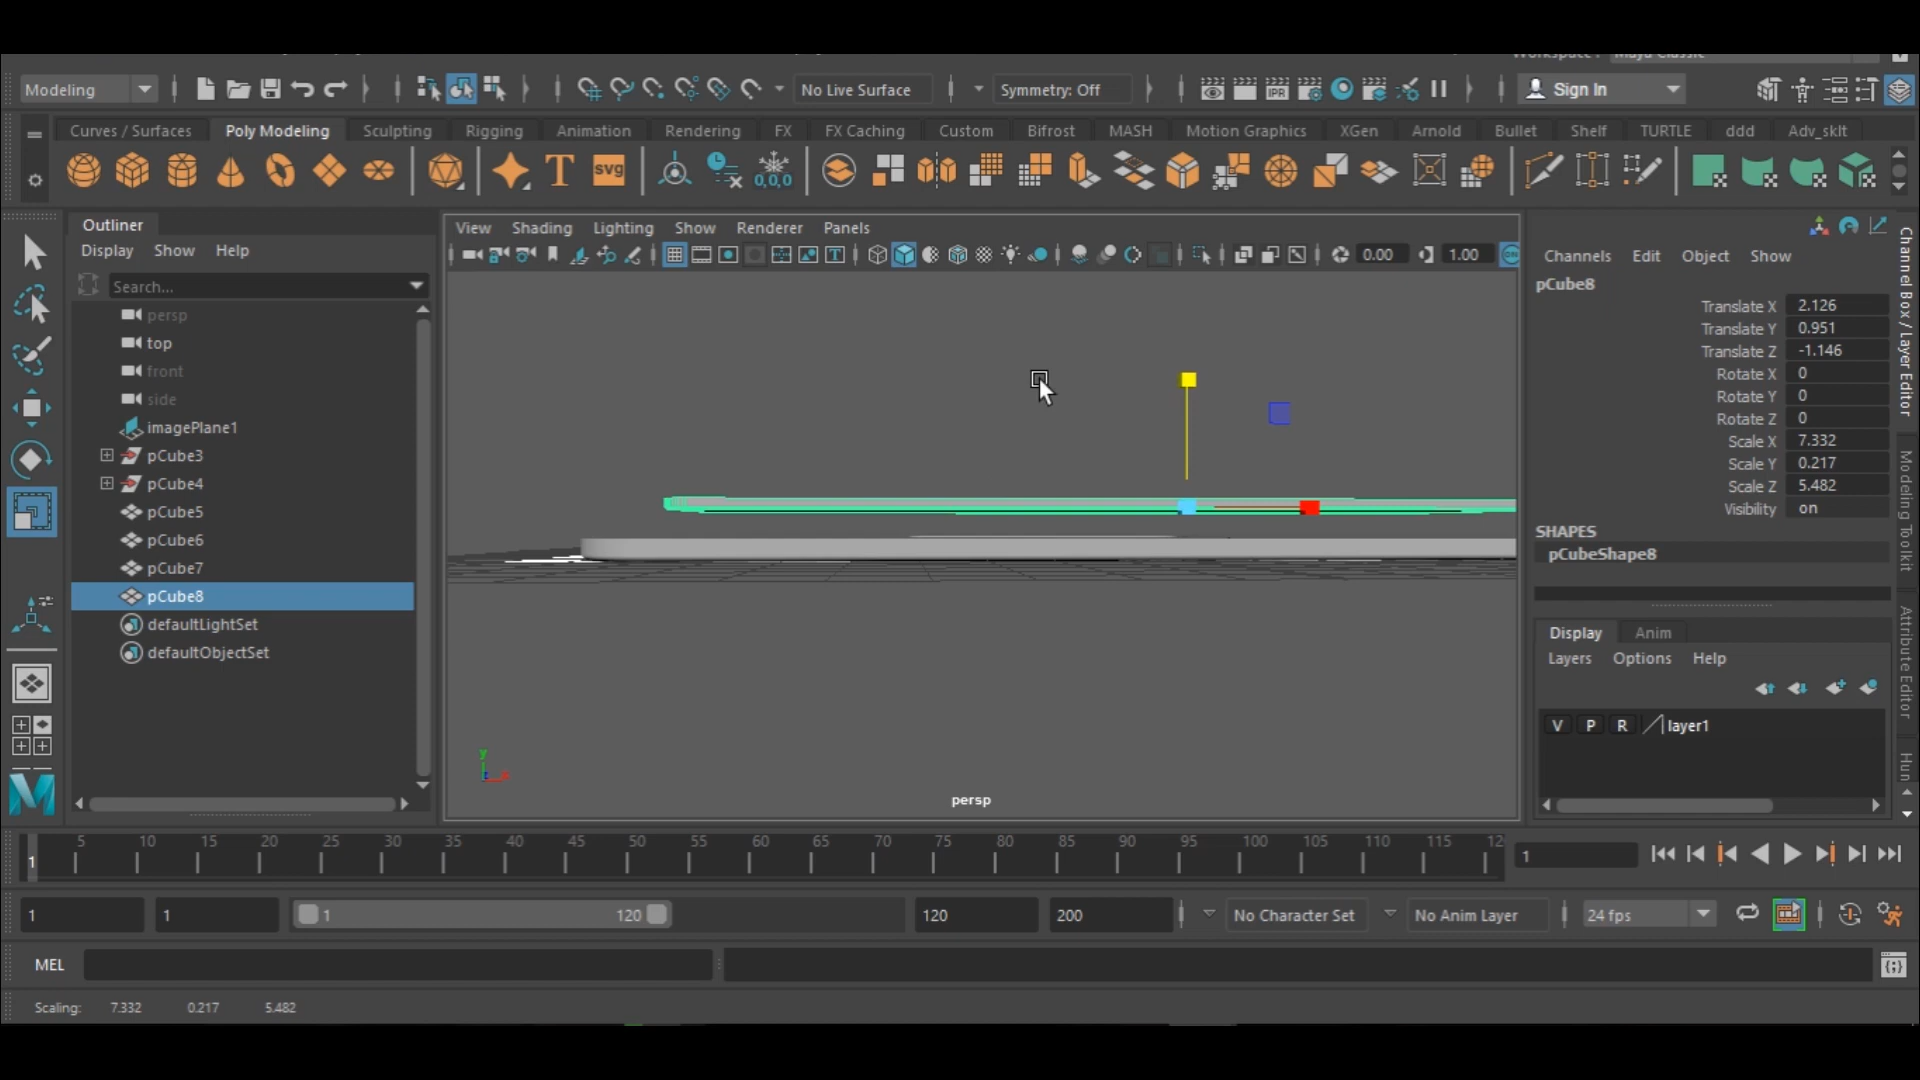 Modeling
No Live Surface
Symmetry: Off
IPR
Sign In
Curves / Surfaces
Poly Modeling
Sculpting
Rigging
Animation
Rendering
FX
FX Caching
Custom
Bifrost
MASH
Motion Graphics
XGen
Arnold
Bullet
Shelf
TURTLE
ddd
Adv_sklt
T
SVG
0,0,0
Outliner
Display Show Help
Search...
persp
top
front
side
imagePlane1
pCube3
pCube4
pCube5
pCube6
pCube7
pCube8
defaultLightSet
defaultObjectSet
View Shading Lighting Show Renderer Panels
0.00
1.00
y
persp
Channels Edit Object Show
pCube8
Translate X 2.126
Translate Y 0.951
Translate Z -1.146
Rotate X 0
Rotate Y 0
Rotate Z 0
Scale X 7.332
Scale Y 0.217
Scale Z 5.482
Visibility on
SHAPES
pCubeShape8
Display Anim
Layers Options Help
V P R layer1
Channel Box / Layer Editor
Modeling Toolkit
Attribute Editor
Hun
1 5 10 15 20 25 30 35 40 45 50 55 60 65 70 75 80 85 90 95 100 105 110 115 12
1
1
1
1 120
120
200
No Character Set
No Anim Layer
24 fps
MEL
Scaling: 7.332 0.217 5.482